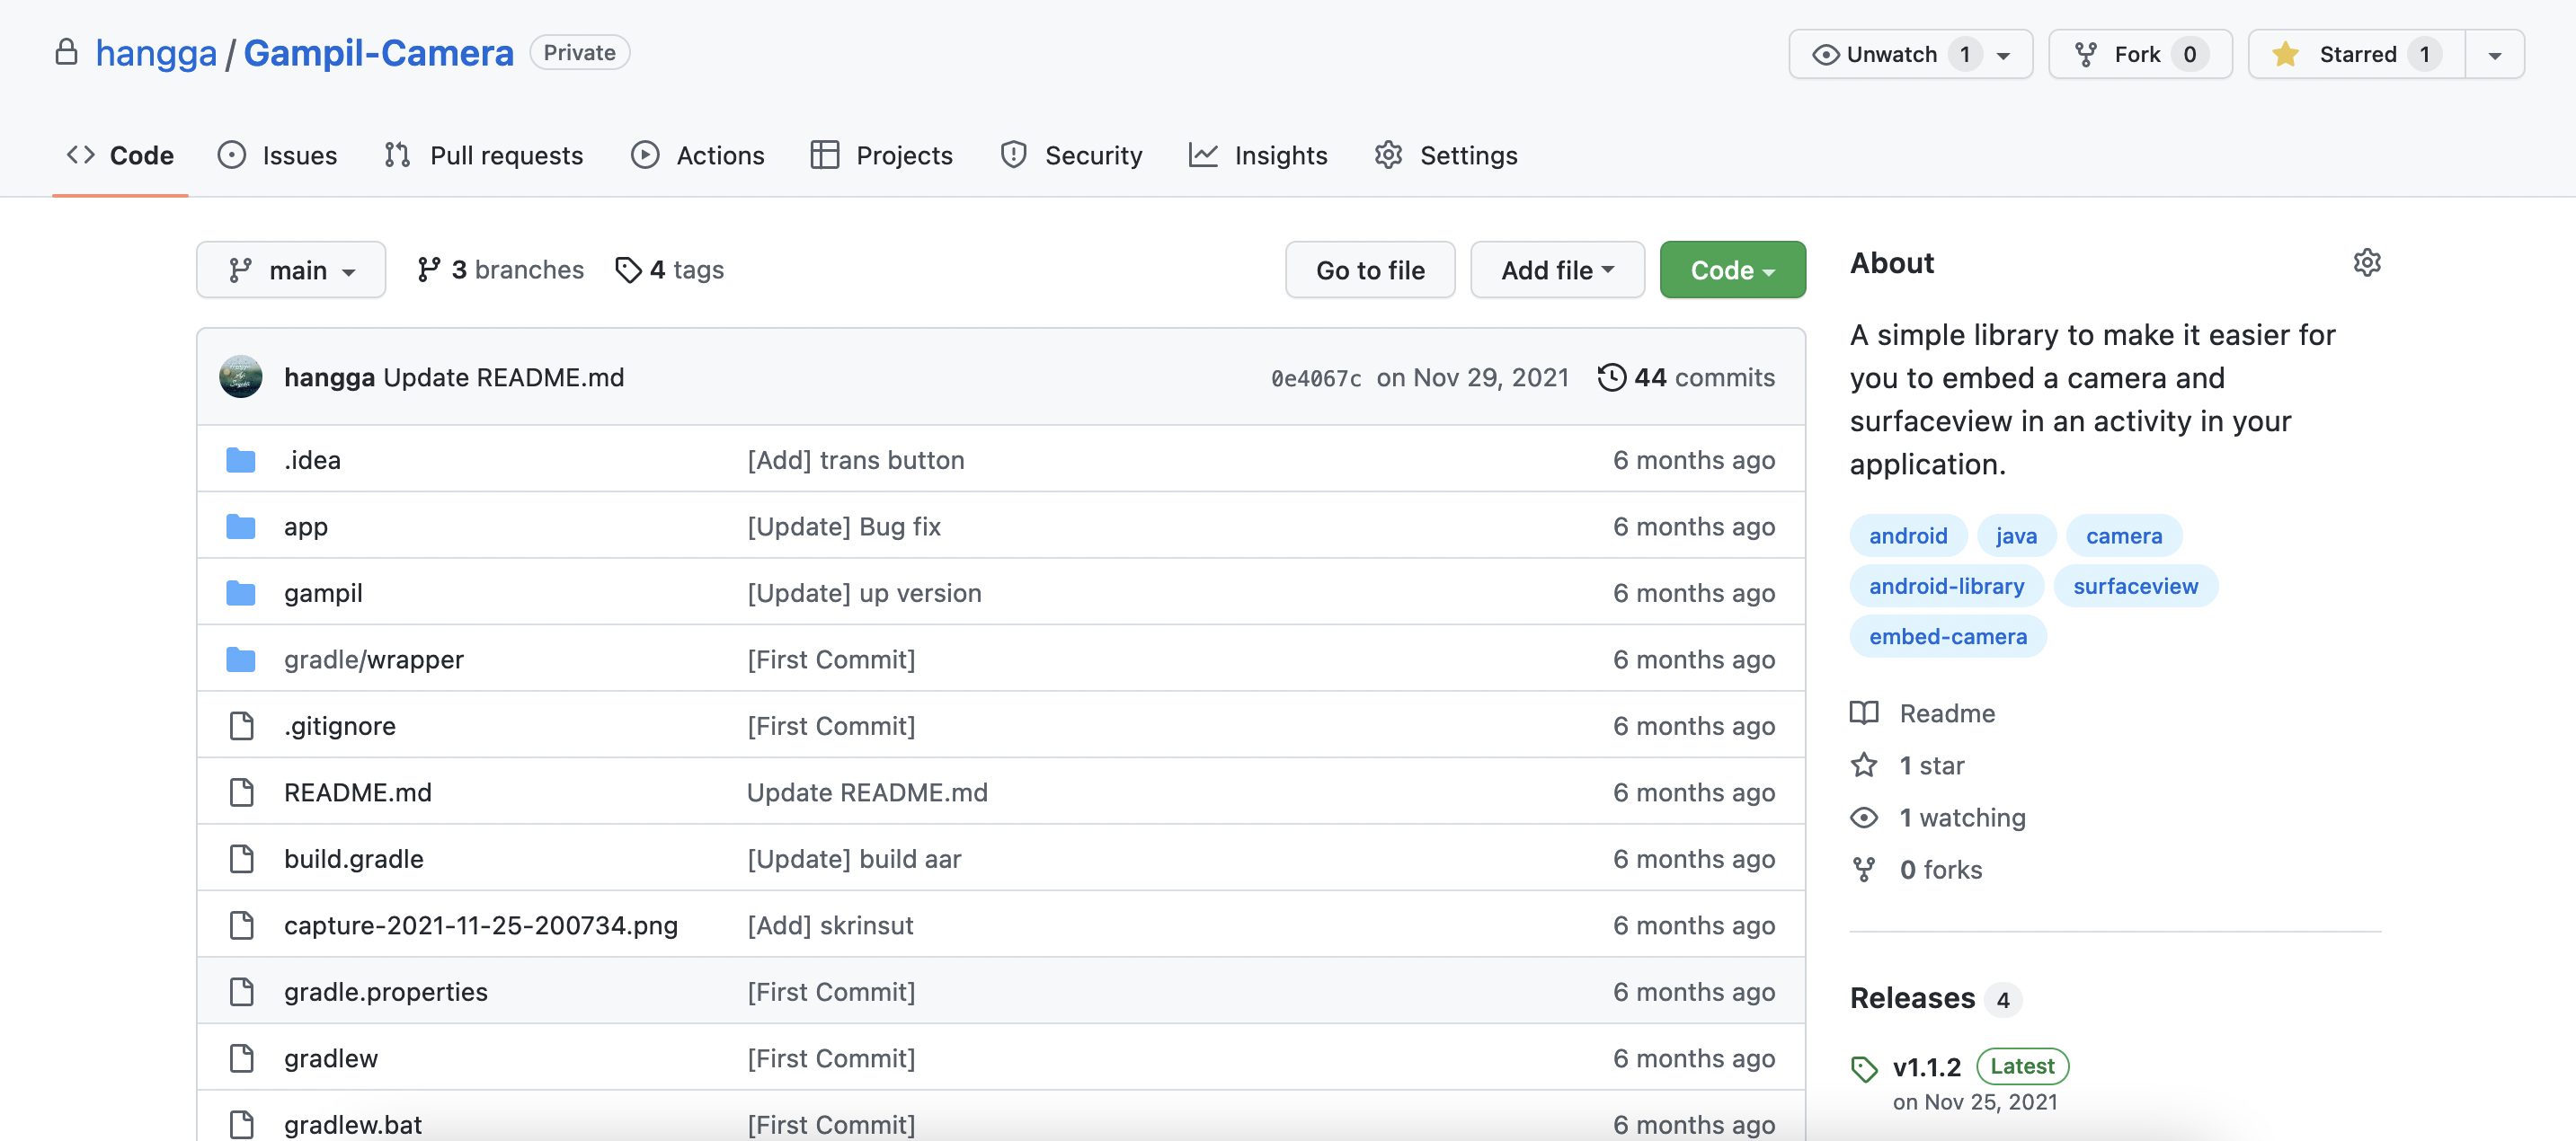 hangga / Gampil-Camera Private Unwatch 1 Fork 0 Starred 1
Code Issues Pull requests Actions Projects Security Insights Settings
main 3 branches 4 tags Go to file Add file Code
hangga Update README.md 0e4067c on Nov 29, 2021 44 commits
.idea [Add] trans button 6 months ago
app [Update] Bug fix 6 months ago
gampil [Update] up version 6 months ago
gradle/wrapper [First Commit] 6 months ago
.gitignore [First Commit] 6 months ago
README.md Update README.md 6 months ago
build.gradle [Update] build aar 6 months ago
capture-2021-11-25-200734.png [Add] skrinsut 6 months ago
gradle.properties [First Commit] 6 months ago
gradlew [First Commit] 6 months ago
gradlew.bat [First Commit] 6 months ago
About
A simple library to make it easier for
you to embed a camera and
surfaceview in an activity in your
application.
android java camera
android-library surfaceview
embed-camera
Readme
1 star
1 watching
0 forks
Releases 4
v1.1.2 Latest
on Nov 25, 2021